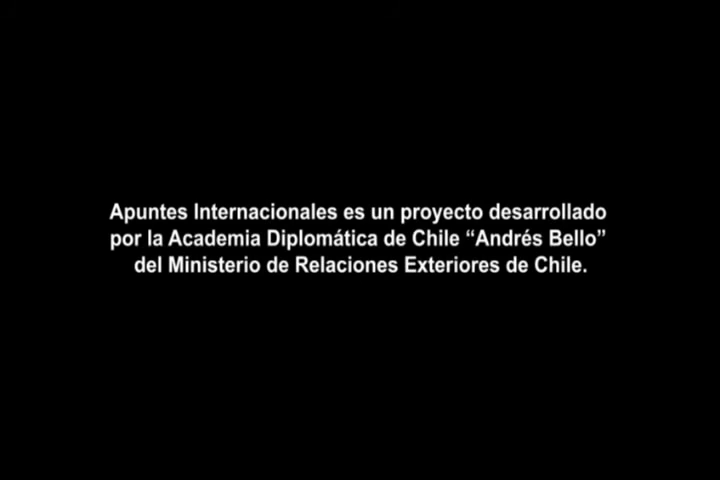 Apuntes Internacionales es un proyecto desarrollado
por la Academia Diplomática de Chile “Andrés Bello”
del Ministerio de Relaciones Exteriores de Chile.